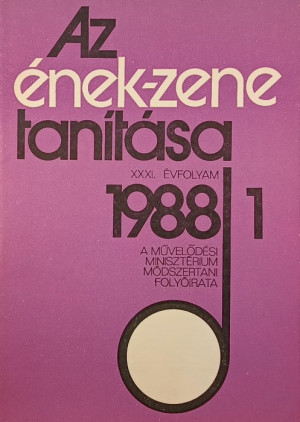 Az
ének-zene
tanítása
XXXI. ÉVFOLYAM
1988 1
A MŰVELŐDÉSI
MINISZTÉRIUM
MÓDSZERTANI
FOLYÓIRATA